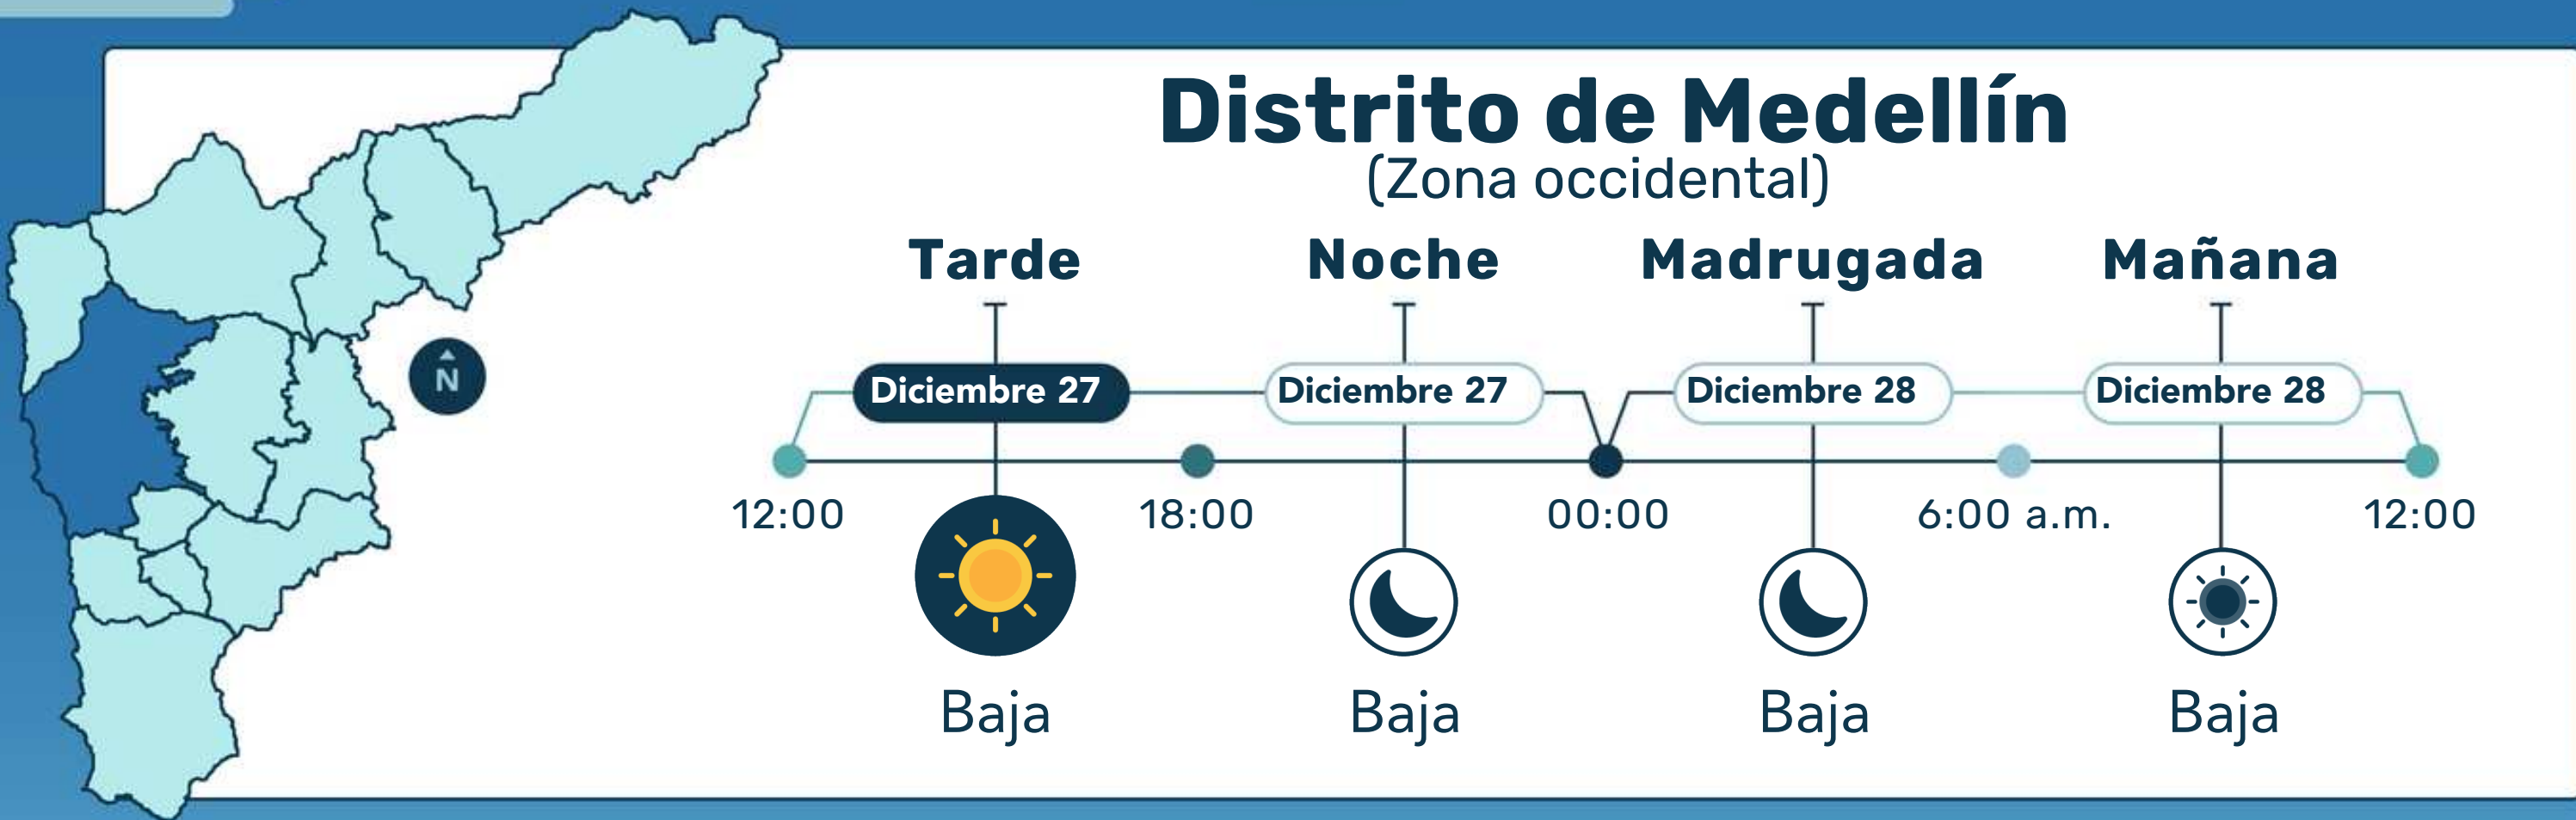 Distrito de Medellín
(Zona occidental)
Tarde Noche Madrugada Mañana
N
Diciembre 27 Diciembre 27 Diciembre 28 Diciembre 28
12:00 18:00 00:00 6:00 a.m. 12:00
Baja Baja Baja Baja